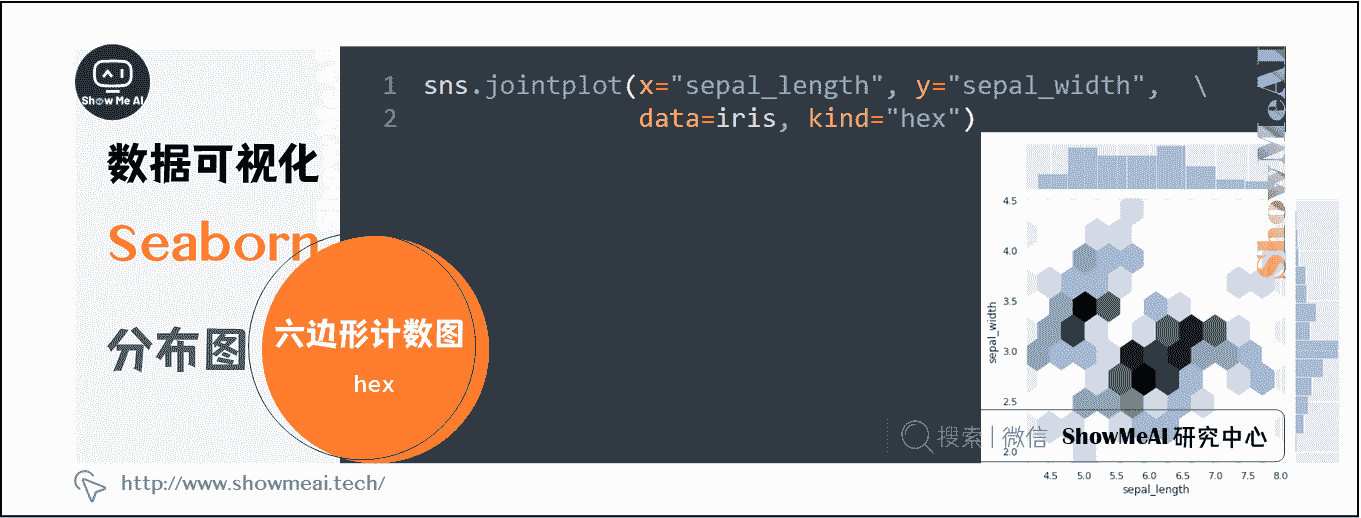 Show Me AI
数据可视化
Seaborn
分布图
六边形计数图
hex
1 sns.jointplot(x="sepal_length", y="sepal_width", \
2 data=iris, kind="hex")
ShowMeAI
4.5
4.0
3.5
3.0
2.5
2.0
sepal_width
4.5 5.0 5.5 6.0 6.5 7.0 7.5 8.0
sepal_length
搜索 | 微信 ShowMeAI 研究中心
http://www.showmeai.tech/